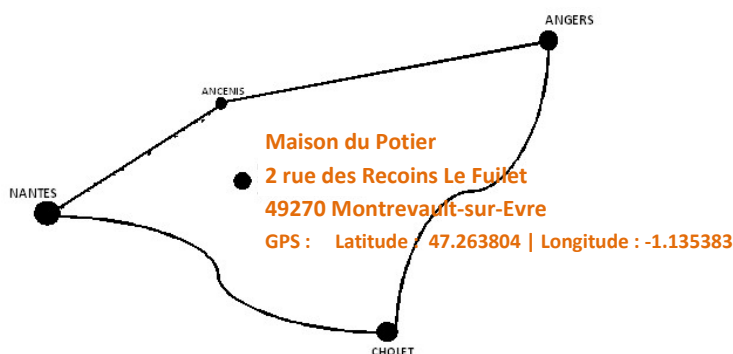 ANGERS
ANCENIS
Maison du Potier
2 rue des Recoins Le Fuilet
NANTES
49270 Montrevault-sur-Evre
GPS : Latitude : 47.263804 | Longitude : -1.135383
CHOLET